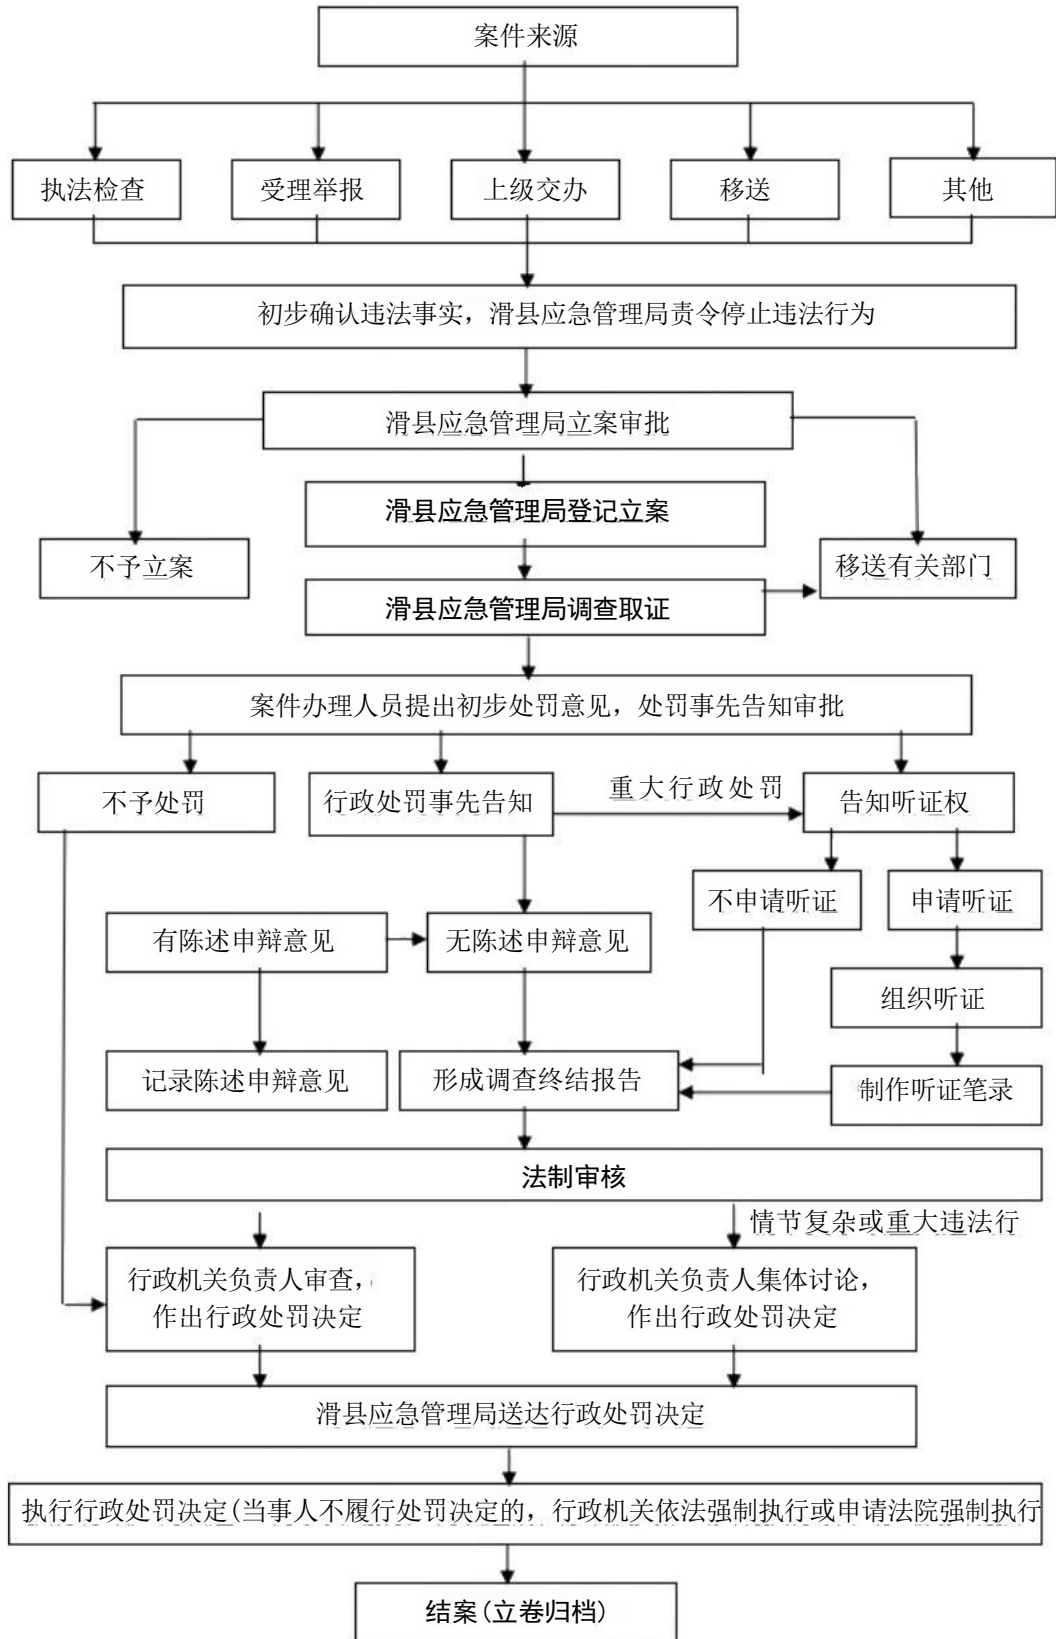 案件来源
执法检查
受理举报
上级交办
移送
其他
初步确认违法事实，滑县应急管理局责令停止违法行为
滑县应急管理局立案审批
滑县应急管理局登记立案
不予立案
移送有关部门
滑县应急管理局调查取证
案件办理人员提出初步处罚意见，处罚事先告知审批
不予处罚
行政处罚事先告知
重大行政处罚
告知听证权
不申请听证
申请听证
有陈述申辩意见
无陈述申辩意见
组织听证
记录陈述申辩意见
形成调查终结报告
制作听证笔录
法制审核
情节复杂或重大违法行
行政机关负责人审查，
作出行政处罚决定
行政机关负责人集体讨论，
作出行政处罚决定
滑县应急管理局送达行政处罚决定
执行行政处罚决定(当事人不履行处罚决定的，行政机关依法强制执行或申请法院强制执行
结案(立卷归档)